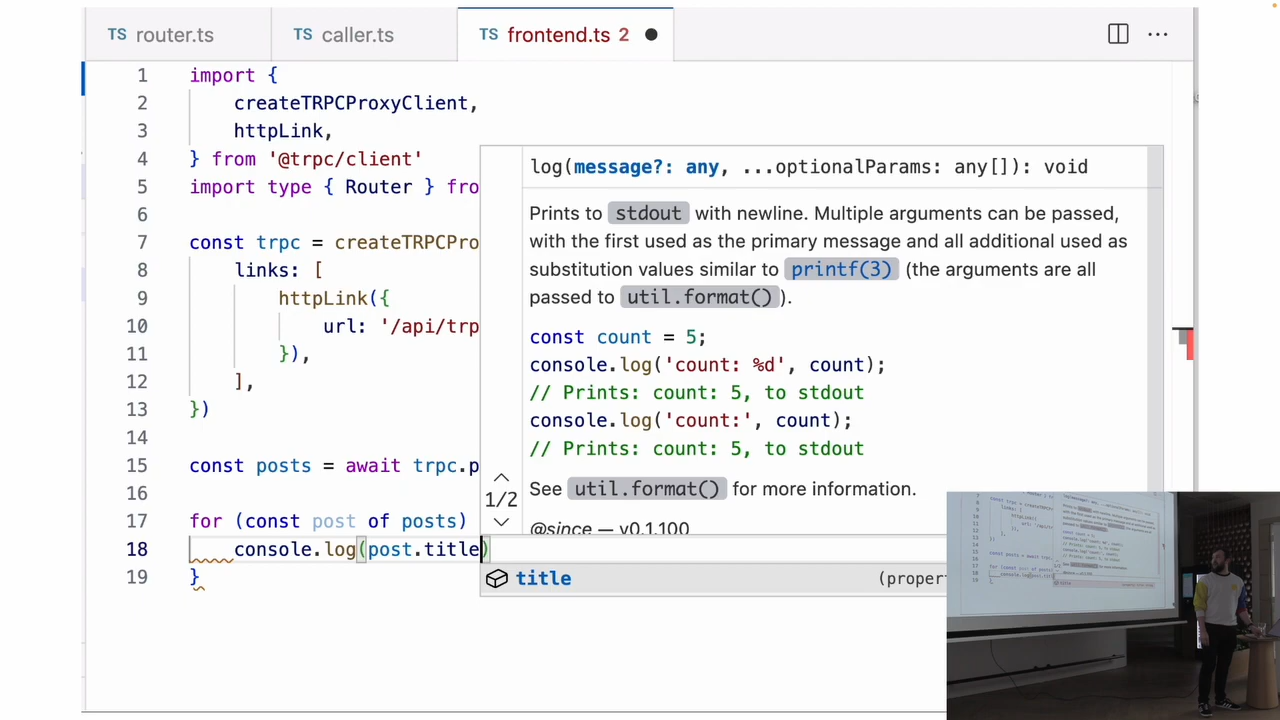 TS router.ts
TS caller.ts
TS frontend.ts 2
1 import {
2 createTRPCProxyClient,
3 httpLink,
4 } from '@trpc/client'
5 import type { Router } fro
6
7 const trpc = createTRPCPro
8 links: [
9 httpLink({
10 url: '/api/trp
11 }),
12 ],
13 })
14
15 const posts = await trpc.p
16
17 for (const post of posts)
18 console.log(post.title)
19 }
log(message?: any, ...optionalParams: any[]): void
Prints to stdout with newline. Multiple arguments can be passed,
with the first used as the primary message and all additional used as
substitution values similar to printf(3) (the arguments are all
passed to util.format()).
const count = 5;
console.log('count: %d', count);
// Prints: count: 5, to stdout
console.log('count:', count);
// Prints: count: 5, to stdout
See util.format() for more information.
@since — v0.1.100
1/2
title (proper